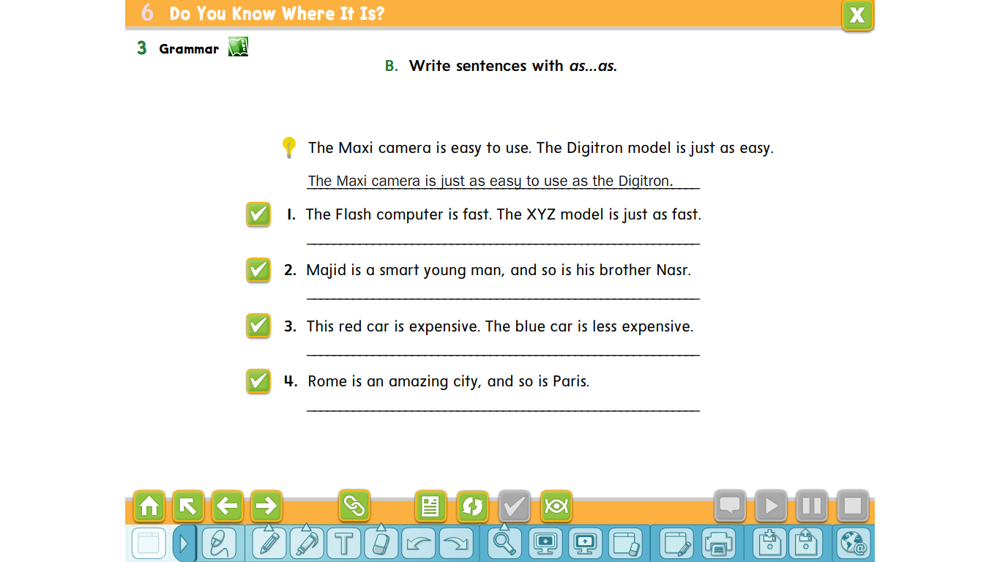 6 Do You Know Where It Is?
X
3 Grammar
B. Write sentences with as...as.
The Maxi camera is easy to use. The Digitron model is just as easy.
The Maxi camera is just as easy to use as the Digitron.
1. The Flash computer is fast. The XYZ model is just as fast.
2. Majid is a smart young man, and so is his brother Nasr.
3. This red car is expensive. The blue car is less expensive.
4. Rome is an amazing city, and so is Paris.
T
@